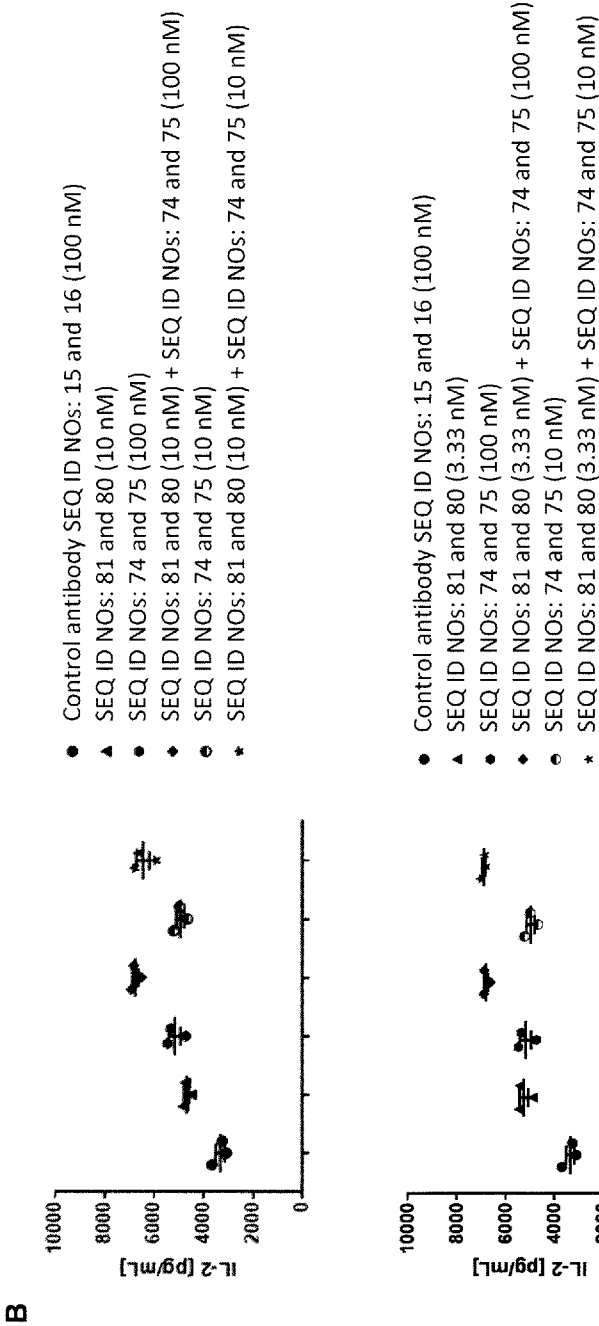 B
10000
8000
6000
4000
2000
0
IL-2 [pg/mL]
Control antibody SEQ ID NOs: 15 and 16 (100 nM)
SEQ ID NOs: 81 and 80 (10 nM)
SEQ ID NOs: 74 and 75 (100 nM)
SEQ ID NOs: 81 and 80 (10 nM) + SEQ ID NOs: 74 and 75 (100 nM)
SEQ ID NOs: 74 and 75 (10 nM)
SEQ ID NOs: 81 and 80 (10 nM) + SEQ ID NOs: 74 and 75 (10 nM)
10000
8000
6000
4000
IL-2 [pg/mL]
Control antibody SEQ ID NOs: 15 and 16 (100 nM)
SEQ ID NOs: 81 and 80 (3.33 nM)
SEQ ID NOs: 74 and 75 (100 nM)
SEQ ID NOs: 81 and 80 (3.33 nM) + SEQ ID NOs: 74 and 75 (100 nM)
SEQ ID NOs: 74 and 75 (10 nM)
SEQ ID NOs: 81 and 80 (3.33 nM) + SEQ ID NOs: 74 and 75 (10 nM)